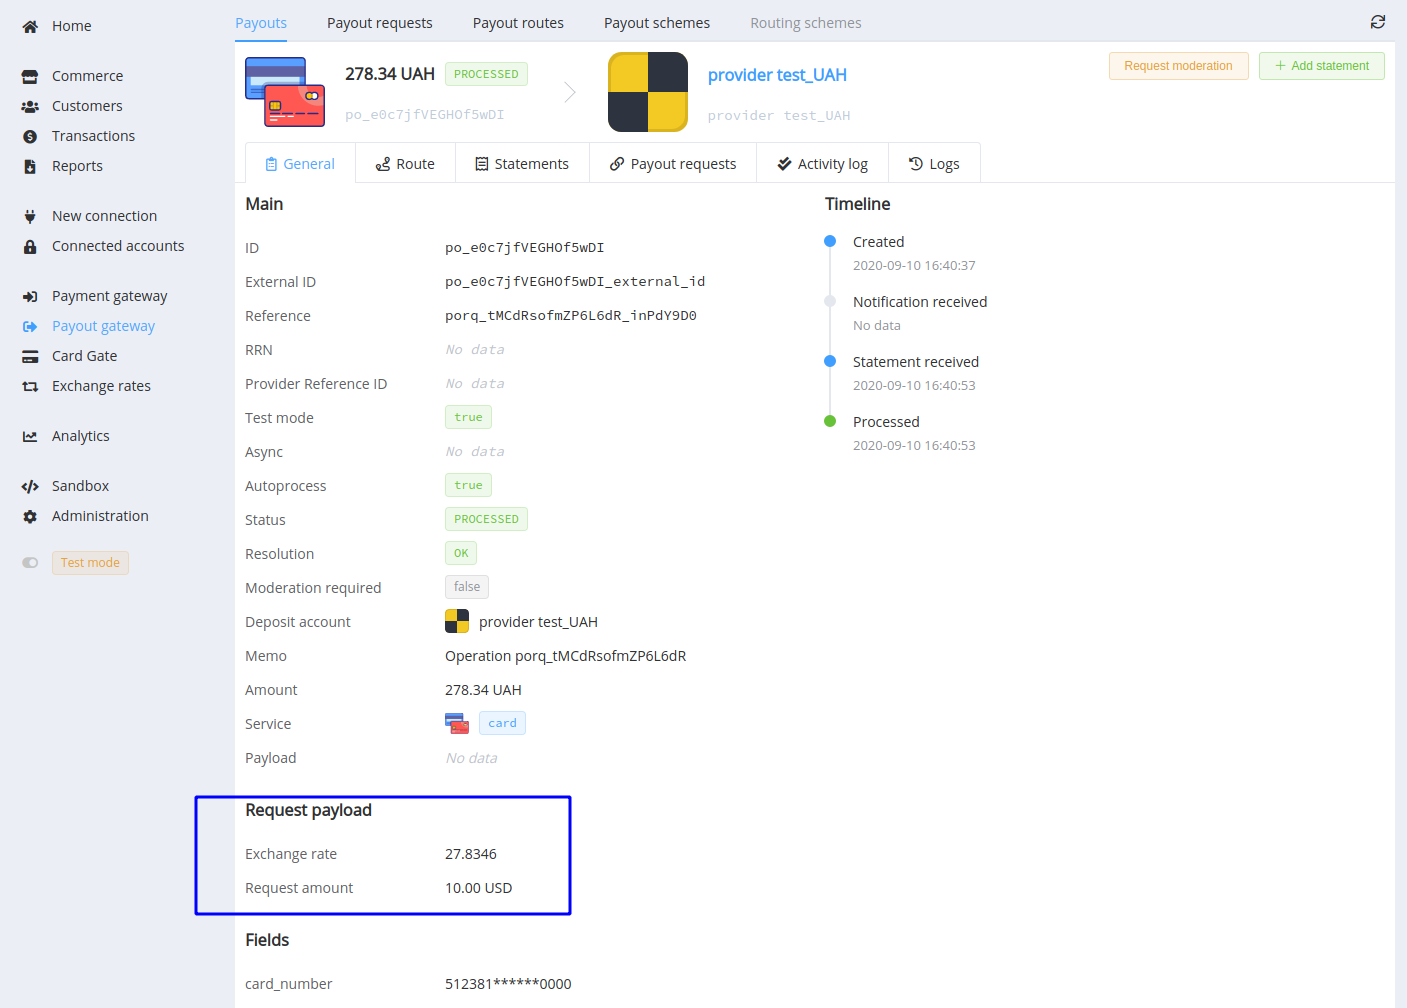 Home
Commerce
Customers
Transactions
Reports
New connection
Connected accounts
Payment gateway
Payout gateway
Card Gate
Exchange rates
Analytics
Sandbox
Administration
Test mode
Payouts Payout requests Payout routes Payout schemes Routing schemes
278.34 UAH PROCESSED
po_e0c7jfVEGHOf5wDI
provider test_UAH
provider test_UAH
Request moderation + Add statement
General Route Statements Payout requests Activity log Logs
Main
ID po_e0c7jfVEGHOf5wDI
External ID po_e0c7jfVEGHOf5wDI_external_id
Reference porq_tMCdRsofmZP6L6dR_inPdY9D0
RRN No data
Provider Reference ID No data
Test mode true
Async No data
Autoprocess true
Status PROCESSED
Resolution OK
Moderation required false
Deposit account provider test_UAH
Memo Operation porq_tMCdRsofmZP6L6dR
Amount 278.34 UAH
Service card
Payload No data
Request payload
Exchange rate 27.8346
Request amount 10.00 USD
Fields
card_number 512381******0000
Timeline
Created
2020-09-10 16:40:37
Notification received
No data
Statement received
2020-09-10 16:40:53
Processed
2020-09-10 16:40:53